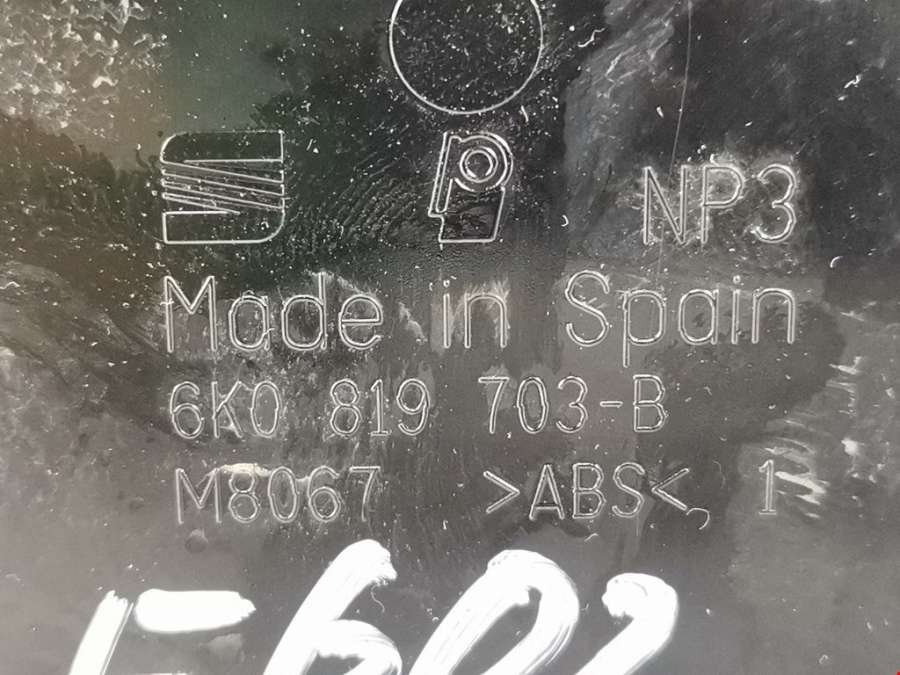 NP3
Made in Spain
6K0 819 703-B
M8067 >ABS< 1